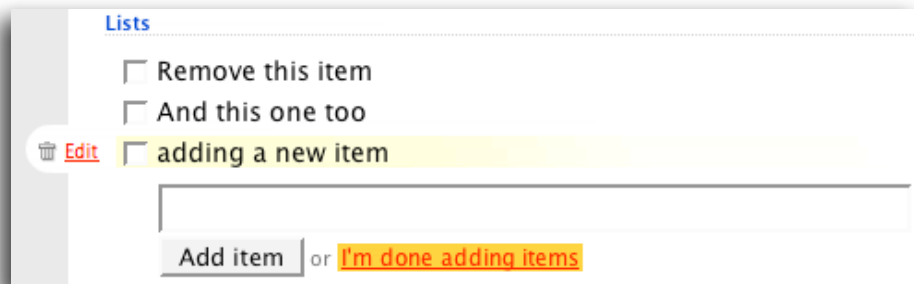 Lists
Remove this item
And this one too
Edit adding a new item
Add item or I'm done adding items